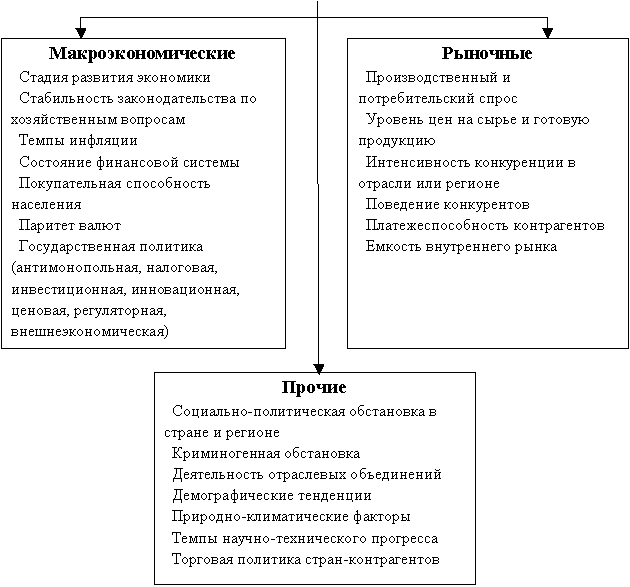 Макроэкономические
Стадия развития экономики
Стабильность законодательства по
хозяйственным вопросам
Темпы инфляции
Состояние финансовой системы
Покупательная способность
населения
Паритет валют
Государственная политика
(антимонопольная, налоговая,
инвестиционная, инновационная,
ценовая, регуляторная,
внешнеэкономическая)
Рыночные
Производственный и
потребительский спрос
Уровень цен на сырье и готовую
продукцию
Интенсивность конкуренции в
отрасли или регионе
Поведение конкурентов
Платежеспособность контрагентов
Емкость внутреннего рынка
Прочие
Социально-политическая обстановка в
стране и регионе
Криминогенная обстановка
Деятельность отраслевых объединений
Демографические тенденции
Природно-климатические факторы
Темпы научно-технического прогресса
Торговая политика стран-контрагентов